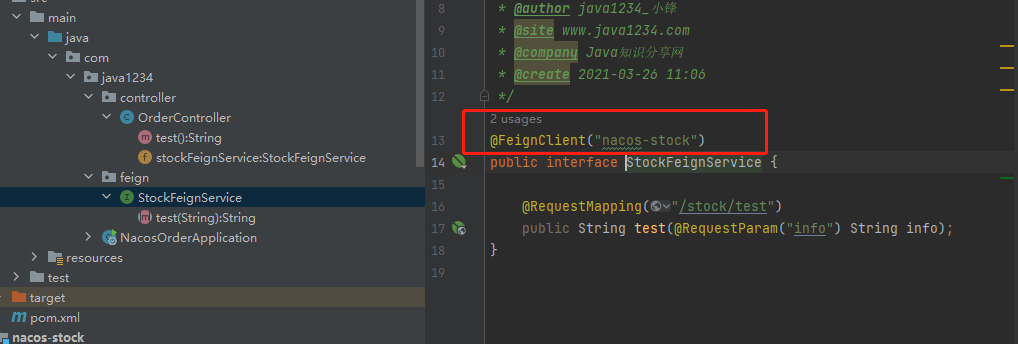 main
java
com
java1234
controller
OrderController
test():String
stockFeignService:StockFeignService
feign
StockFeignService
test(String):String
NacosOrderApplication
resources
test
target
pom.xml
nacos-stock
8 * @author java1234_小锋
9 * @site www.java1234.com
10 * @company Java知识分享网
11 * @create 2021-03-26 11:06
12 */
2 usages
13 @FeignClient("nacos-stock")
14 public interface StockFeignService {
15
16 @RequestMapping("/stock/test")
17 public String test(@RequestParam("info") String info);
18 }
19